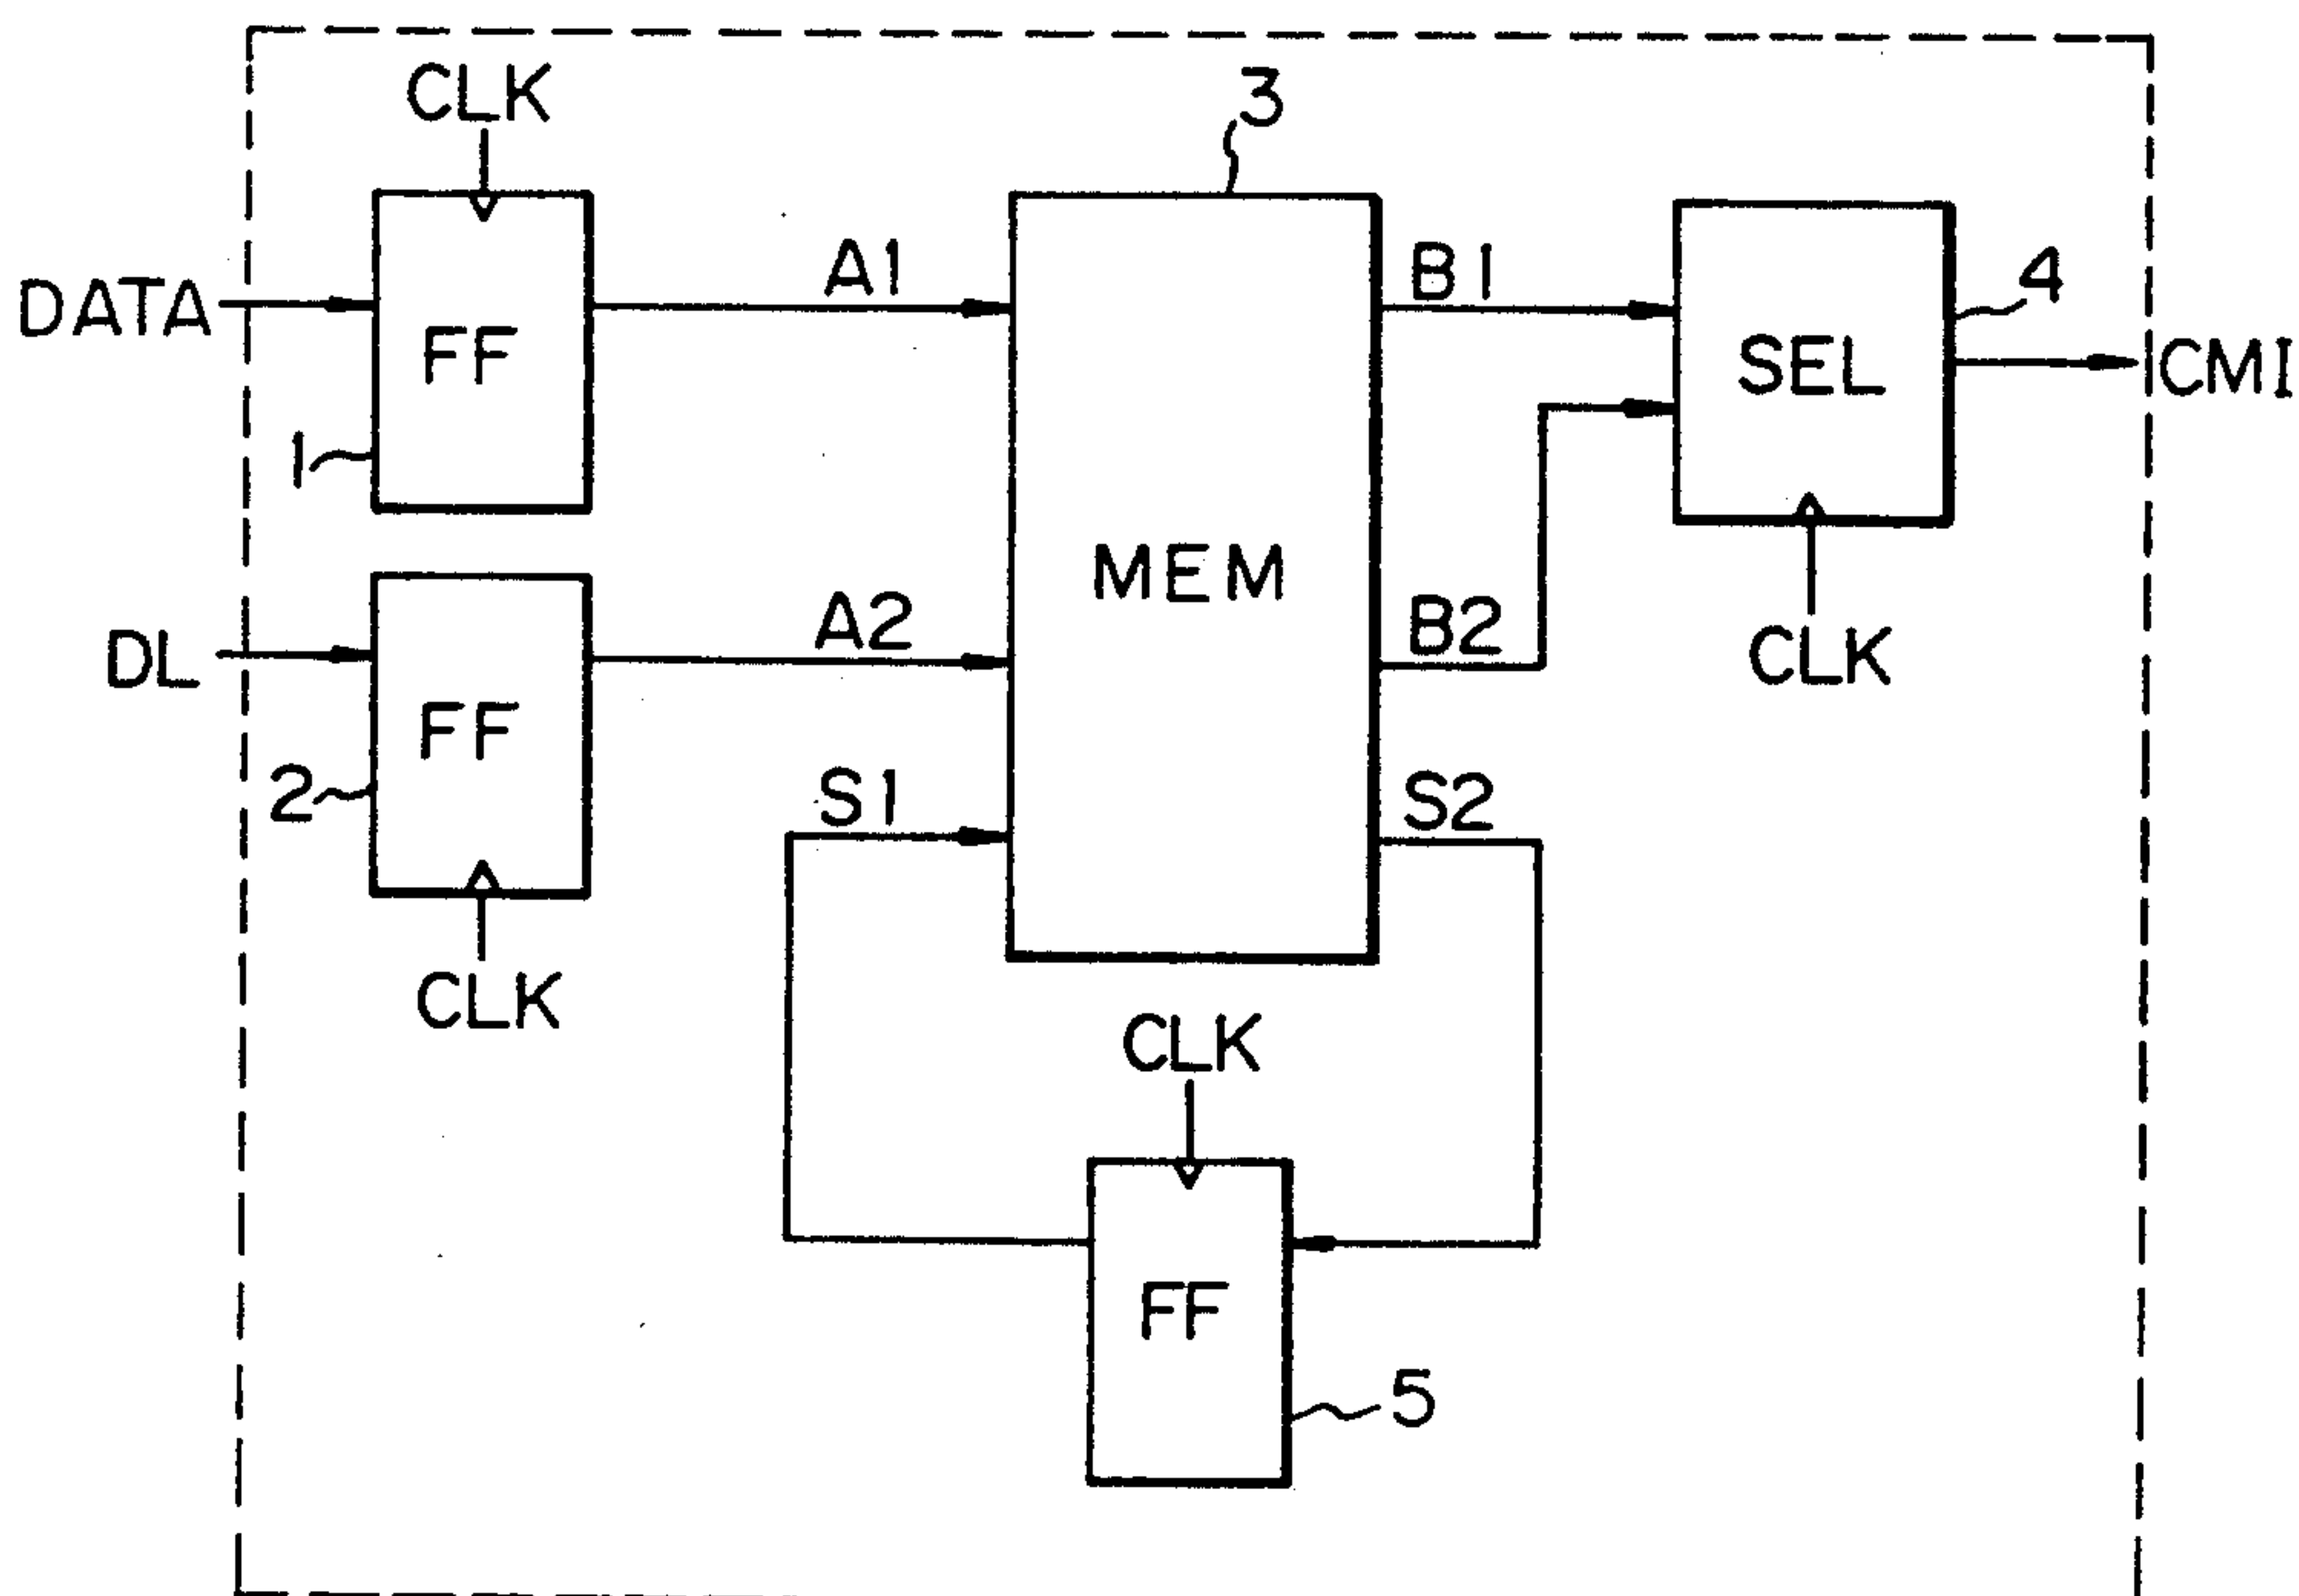 CLK
3
DATA
FF
A1
B1
SEL
4
CMI
1
MEM
DL
FF
A2
B2
CLK
2
S1
S2
CLK
CLK
FF
5